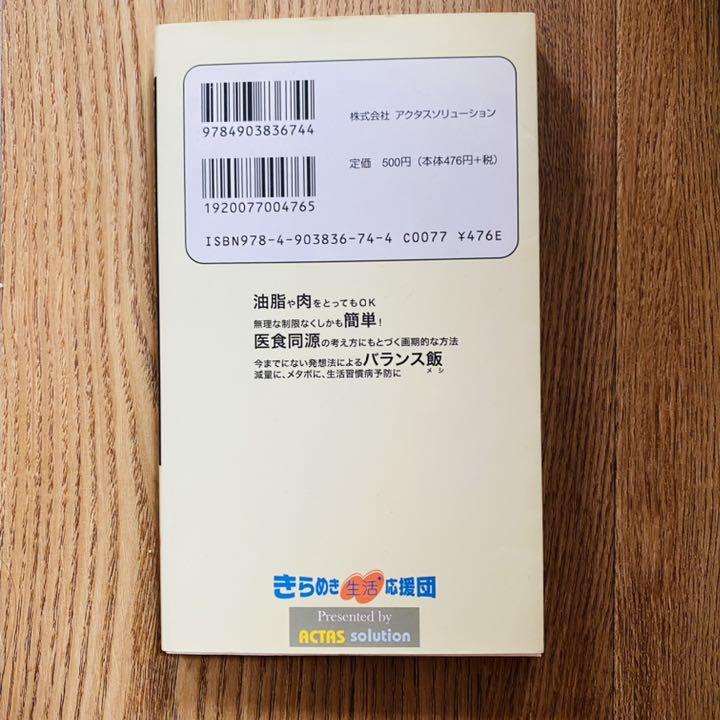 9784903836744
株式会社 アクタスソリューション
定価 500円（本体476円+税）
1920077004765
ISBN978-4-903836-74-4 C0077 ¥476E
油脂や肉をとってもOK
無理な制限なくしかも簡単！
医食同源の考え方にもとづく画期的な方法
今までにない発想法によるバランス飯
メシ
減量に、メタボに、生活習慣病予防に
きらめき生活応援団
Presented by
ACTAS solution